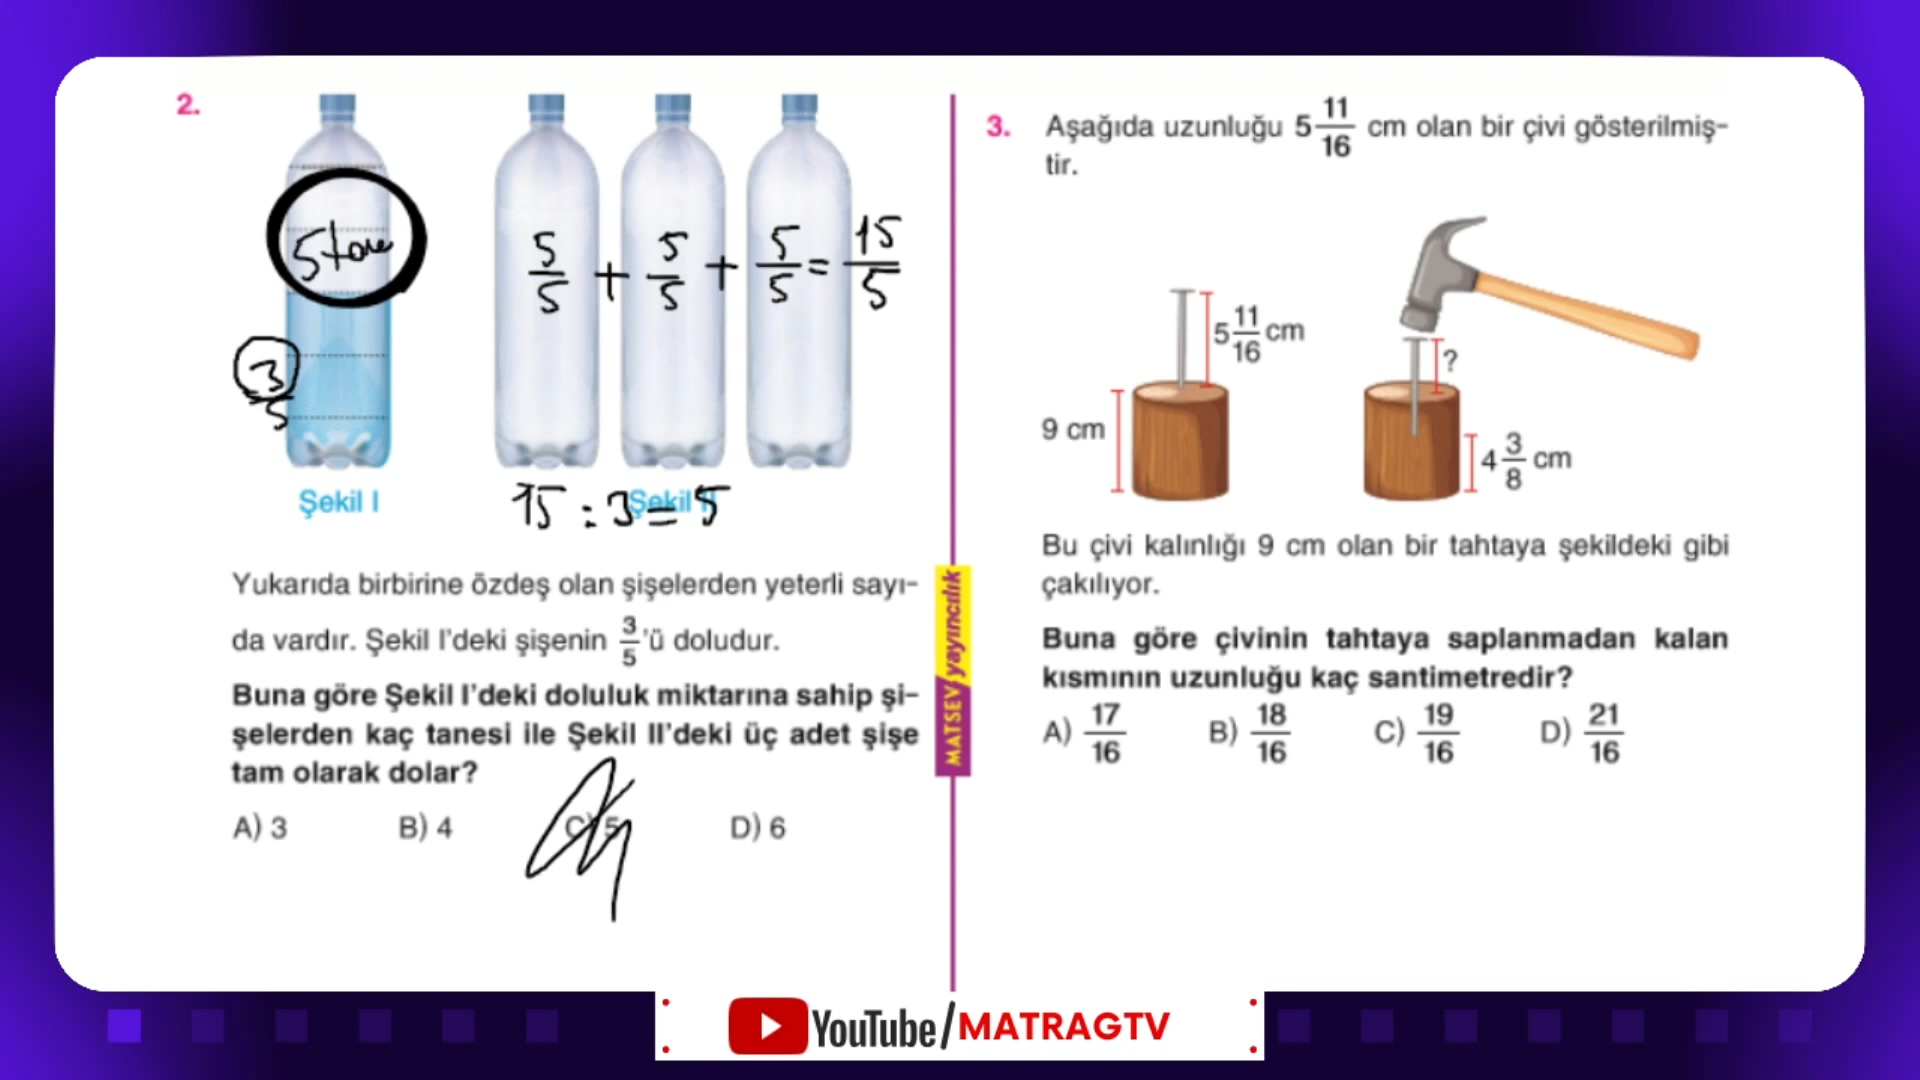 2.
5 tane
3/5
5/5 + 5/5 + 5/5 = 15/5
Şekil I
15 : 3 = 5
Yukarıda birbirine özdeş olan şişelerden yeterli sayı-
da vardır. Şekil I'deki şişenin 3/5'ü doludur.
Buna göre Şekil I'deki doluluk miktarına sahip şi-
şelerden kaç tanesi ile Şekil II'deki üç adet şişe
tam olarak dolar?
A) 3 B) 4 C) 5 D) 6
MATSEV yayıncılık
3. Aşağıda uzunluğu 5 11/16 cm olan bir çivi gösterilmiş-
tir.
5 11/16 cm
?
9 cm
4 3/8 cm
Bu çivi kalınlığı 9 cm olan bir tahtaya şekildeki gibi
çakılıyor.
Buna göre çivinin tahtaya saplanmadan kalan
kısmının uzunluğu kaç santimetredir?
A) 17/16 B) 18/16 C) 19/16 D) 21/16
YouTube/MATRAGTV